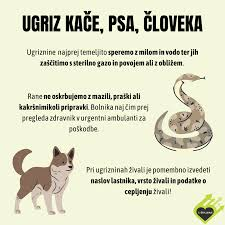 UGRIZ KAČE, PSA, ČLOVEKA
Ugriznine najprej temeljito speremo z milom in vodo ter jih
zaščitimo s sterilno gazo in povojem ali z obližem.
Rane ne oskrbujemo z mazili, praški ali
kakršnimikoli pripravki. Bolnika naj čim prej
pregleda zdravnik v urgentni ambulanti za
poškodbe.
Pri ugrizninah živali je pomembno izvedeti
naslov lastnika, vrsto živali in podatke o
cepljenju živali!